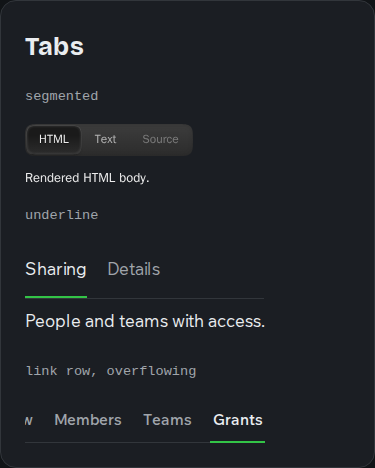 Tabs
segmented
HTML Text Source
Rendered HTML body.
underline
Sharing Details
People and teams with access.
link row, overflowing
Members Teams Grants